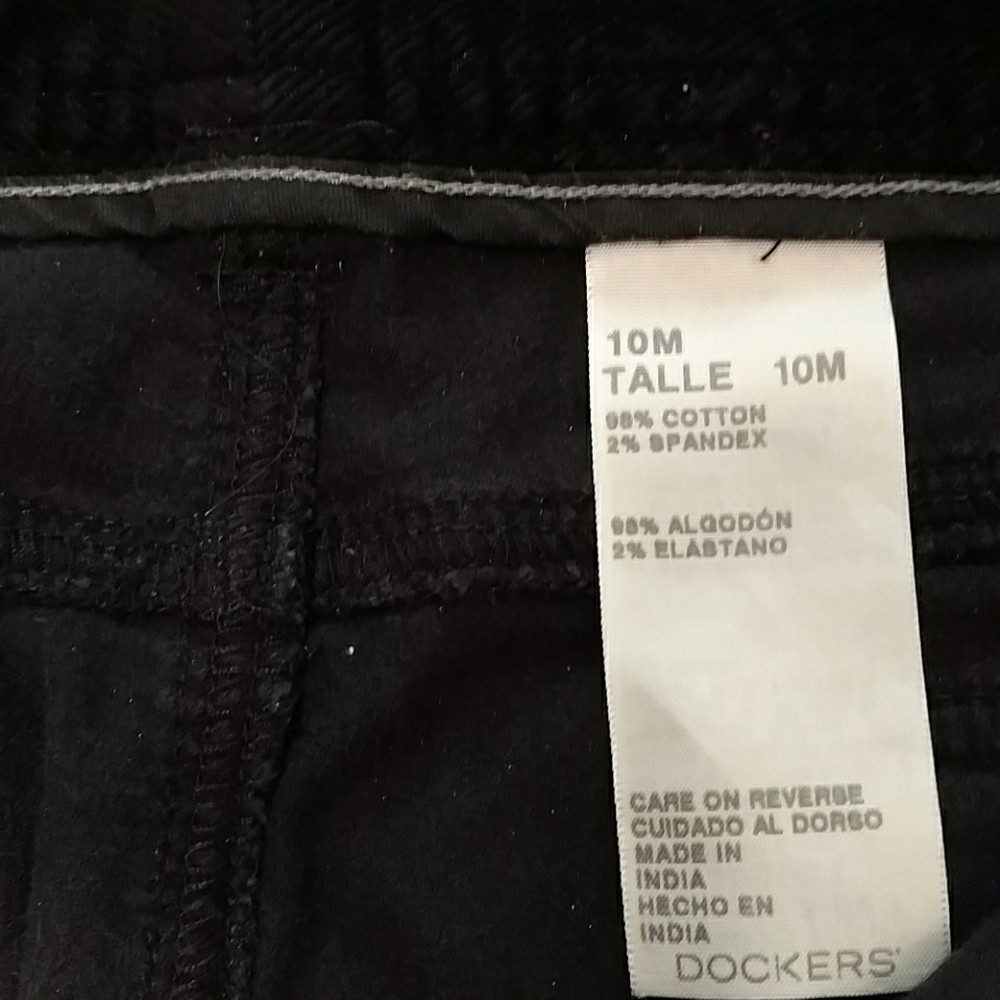 10M
TALLE 10M
98% COTTON
2% SPANDEX
98% ALGODÓN
2% ELASTANO
CARE ON REVERSE
CUIDADO AL DORSO
MADE IN
INDIA
HECHO EN
INDIA
DOCKERS®